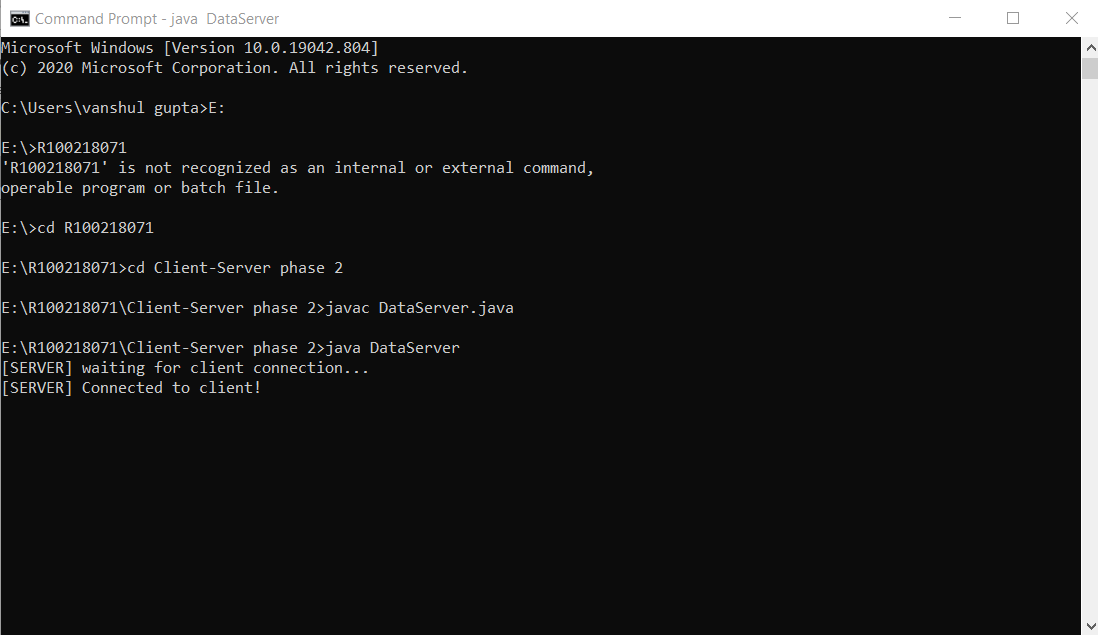 Command Prompt - java  DataServer
Microsoft Windows [Version 10.0.19042.804]
(c) 2020 Microsoft Corporation. All rights reserved.
C:\Users\vanshul gupta>E:
E:\>R100218071
'R100218071' is not recognized as an internal or external command,
operable program or batch file.
E:\>cd R100218071
E:\R100218071>cd Client-Server phase 2
E:\R100218071\Client-Server phase 2>javac DataServer.java
E:\R100218071\Client-Server phase 2>java DataServer
[SERVER] waiting for client connection...
[SERVER] Connected to client!